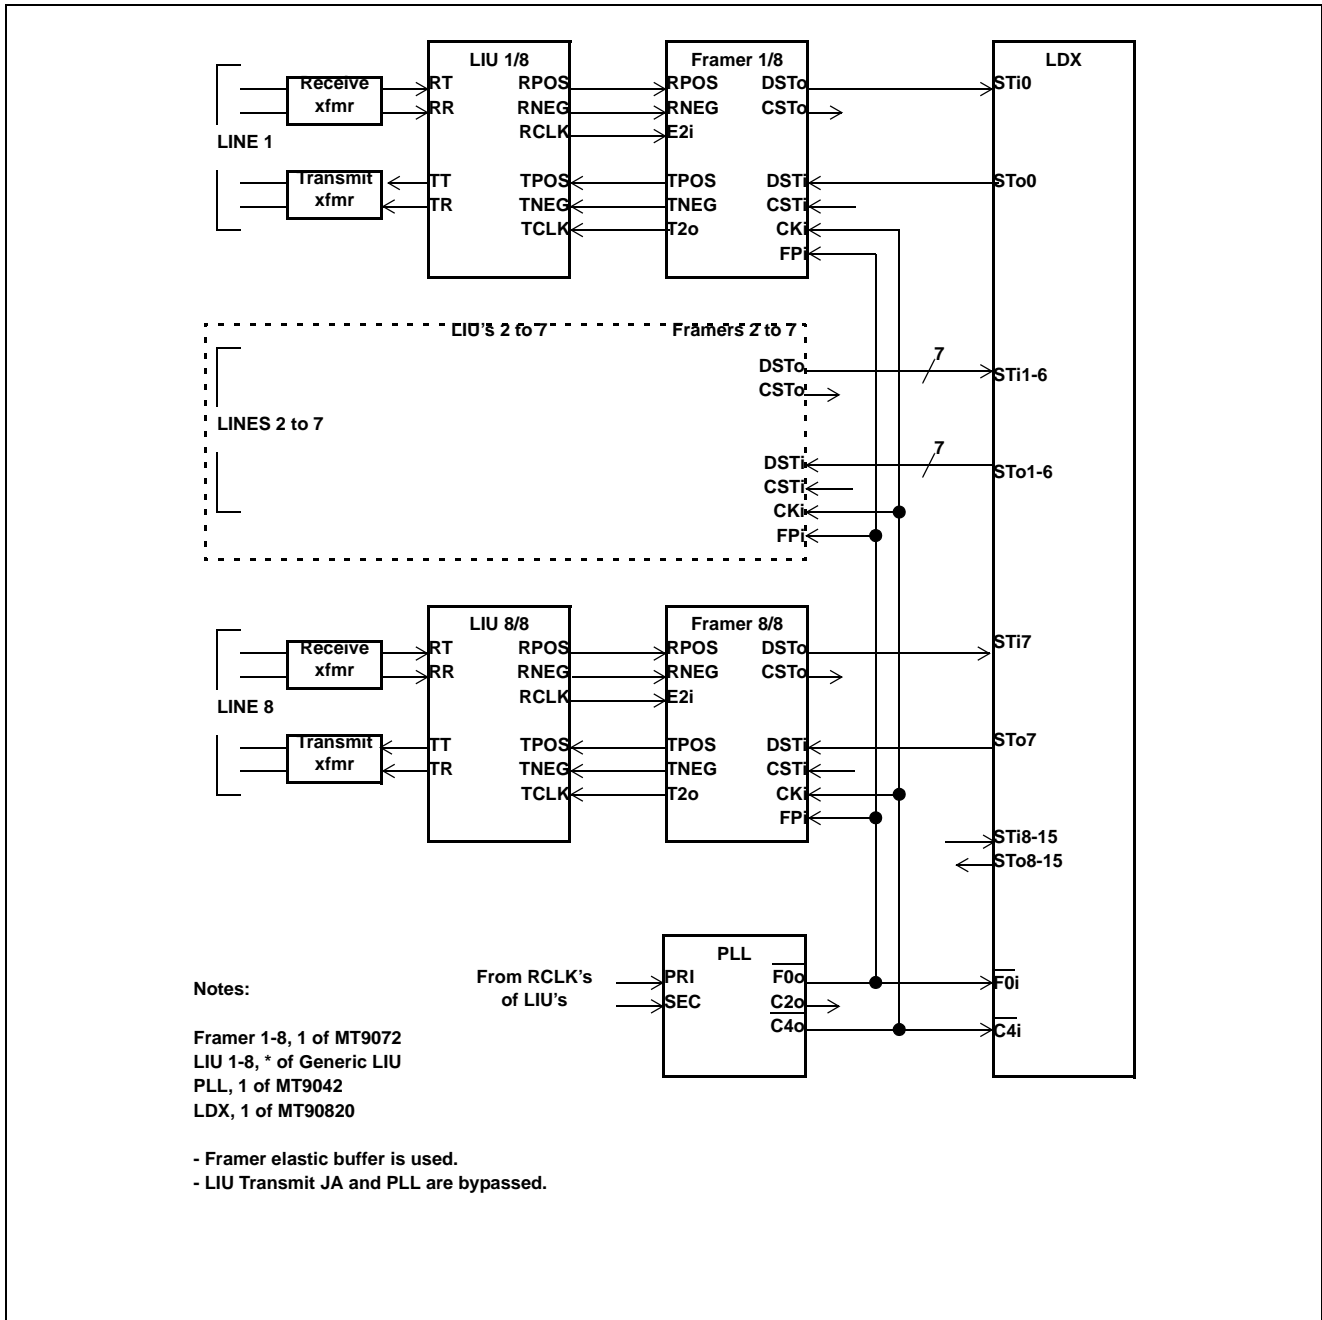 LIU 1/8 Framer 1/8 LDX
Receive xfmr
RT RPOS RPOS DSTo STi0
RR RNEG RNEG CSTo
RCLK E2i
LINE 1
Transmit xfmr
TT TPOS TPOS DSTi STo0
TR TNEG TNEG CSTi
TCLK T2o CKi
FPi
LIU's 2 to 7 Framers 2 to 7
7
DSTo STi1-6
CSTo
LINES 2 to 7
7
DSTi STo1-6
CSTi
CKi
FPi
LIU 8/8 Framer 8/8
Receive xfmr
RT RPOS RPOS DSTo STi7
RR RNEG RNEG CSTo
RCLK E2i
LINE 8
Transmit xfmr
TT TPOS TPOS DSTi STo7
TR TNEG TNEG CSTi
TCLK T2o CKi
FPi
STi8-15
STo8-15
PLL
From RCLK's
of LIU's
PRI F0o F0i
SEC C2o
C4o C4i
Notes:
Framer 1-8, 1 of MT9072
LIU 1-8, * of Generic LIU
PLL, 1 of MT9042
LDX, 1 of MT90820
- Framer elastic buffer is used.
- LIU Transmit JA and PLL are bypassed.